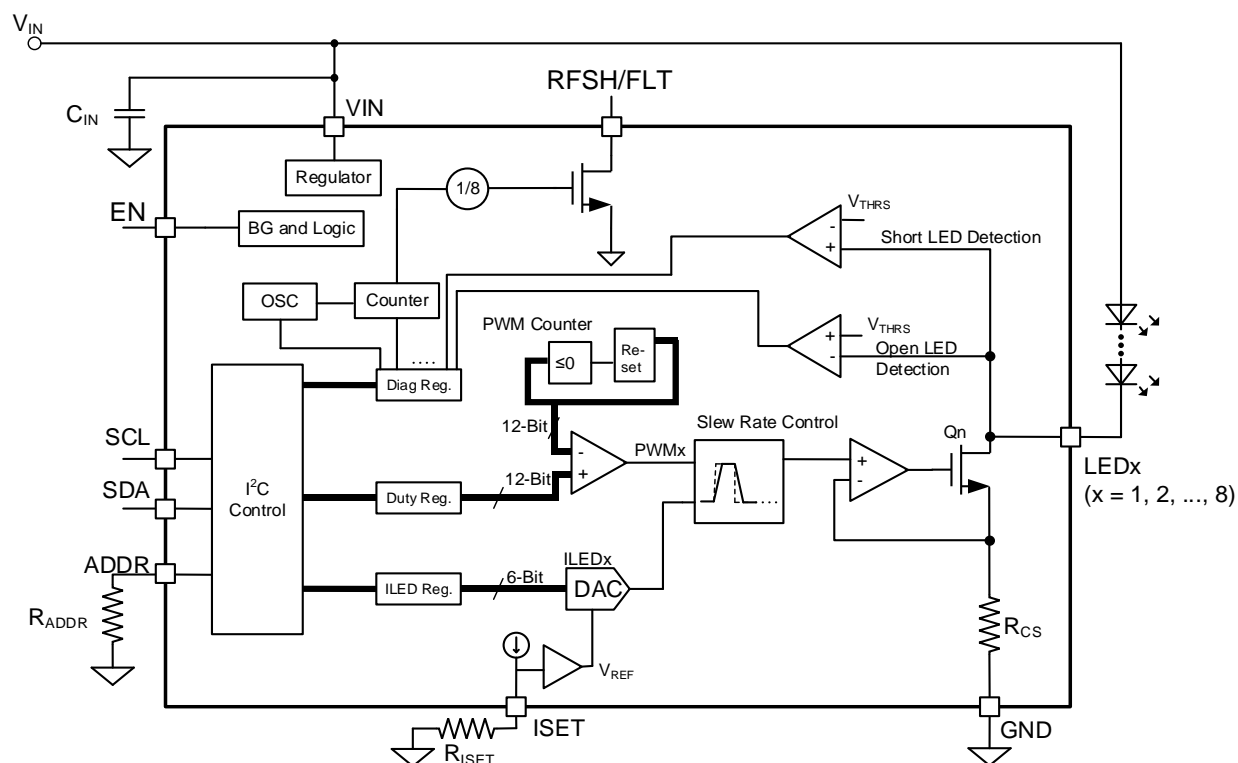 VIN
CIN
VIN
RFSH/FLT
Regulator
1/8
EN
BG and Logic
VTHRS
-
+
Short LED Detection
OSC
Counter
PWM Counter
≤0
Re-
set
VTHRS
+
-
Open LED
Detection
....
Diag Reg.
12-Bit
Slew Rate Control
SCL
SDA
ADDR
RADDR
I2C
Control
Duty Reg.
12-Bit
-
+
PWMx
+
-
Qn
LEDx
(x = 1, 2, ..., 8)
ILED Reg.
6-Bit
ILEDx
DAC
VREF
RCS
ISET
RISET
GND